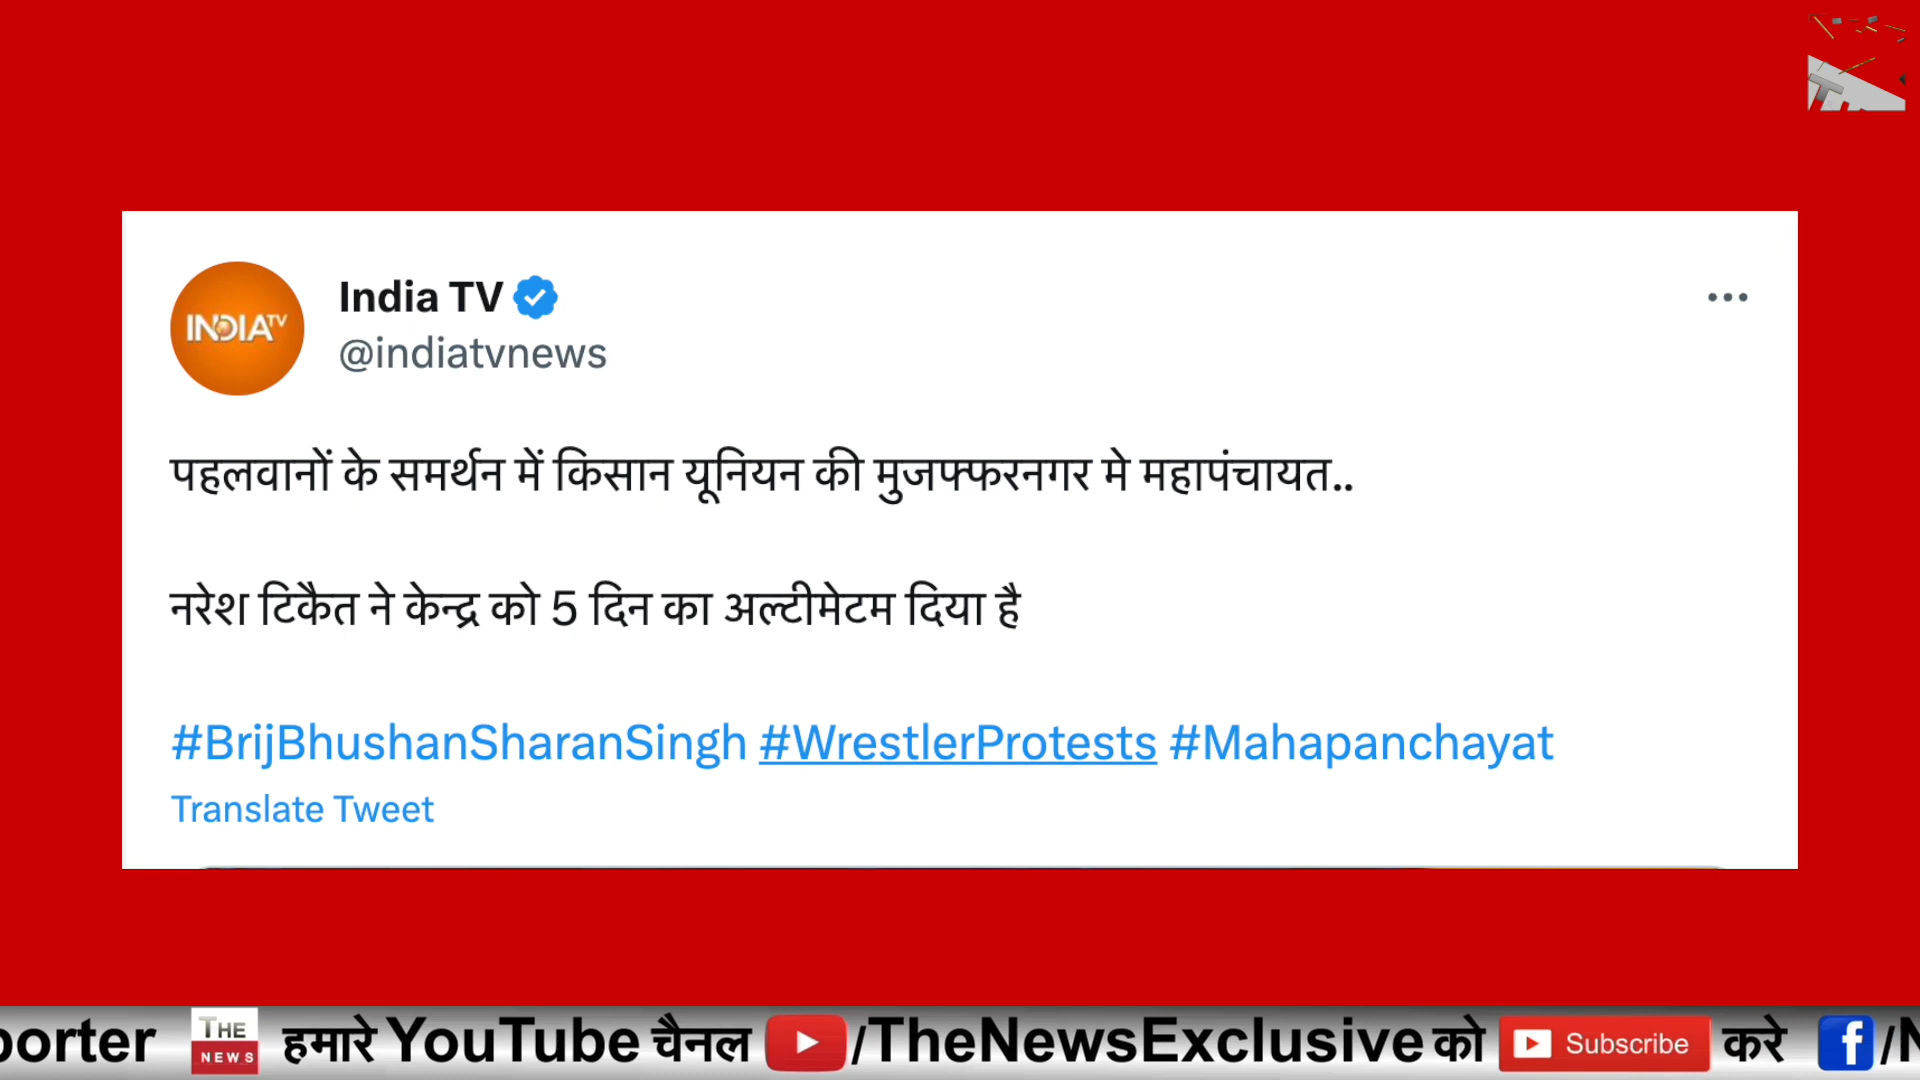 INDIA TV
India TV
@indiatvnews
पहलवानों के समर्थन में किसान यूनियन की मुजफ्फरनगर मे महापंचायत..
नरेश टिकैत ने केन्द्र को 5 दिन का अल्टीमेटम दिया है
#BrijBhushanSharanSingh #WrestlerProtests #Mahapanchayat
Translate Tweet
THE NEWS हमारे YouTube चैनल /TheNewsExclusive को Subscribe करे